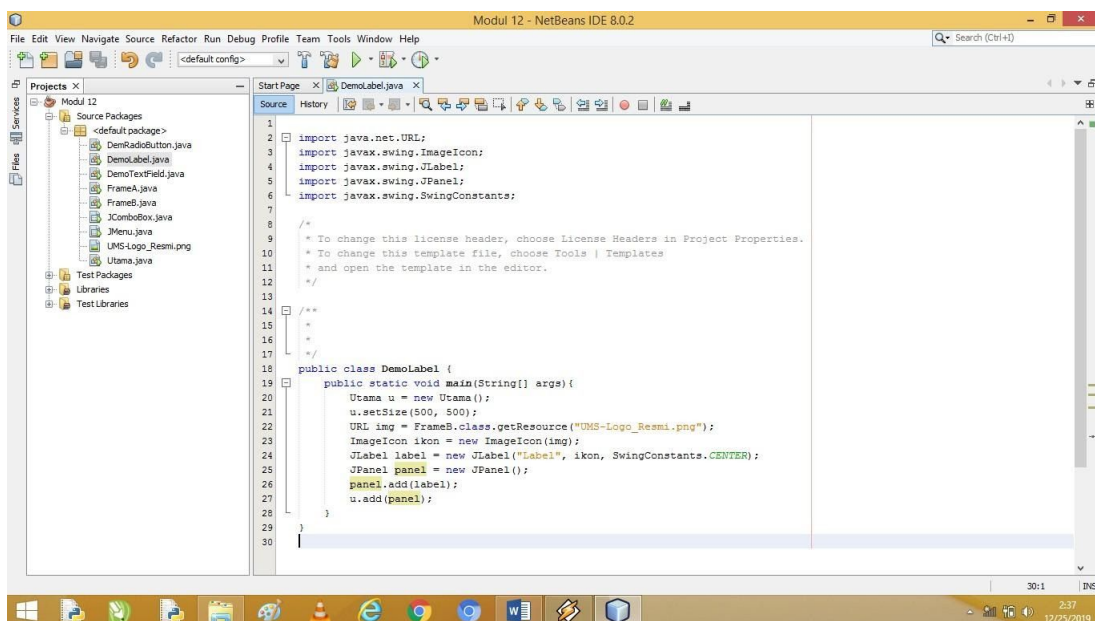 Modul 12 - NetBeans IDE 8.0.2
File Edit View Navigate Source Refactor Run Debug Profile Team Tools Window Help
Search (Ctrl+I)
<default config>
Projects
Start Page
DemoLabel.java
Services
Files
Modul 12
Source Packages
<default package>
DemRadioButton.java
DemoLabel.java
DemoTextField.java
FrameA.java
FrameB.java
JComboBox.java
JMenu.java
UMS-Logo_Resmi.png
Utama.java
Test Packages
Libraries
Test Libraries
Source History
1
2 import java.net.URL;
3 import javax.swing.ImageIcon;
4 import javax.swing.JLabel;
5 import javax.swing.JPanel;
6 import javax.swing.SwingConstants;
7
8 /*
9 * To change this license header, choose License Headers in Project Properties.
10 * To change this template file, choose Tools | Templates
11 * and open the template in the editor.
12 */
13
14 /**
15 *
16 *
17 */
18 public class DemoLabel {
19 public static void main(String[] args){
20 Utama u = new Utama();
21 u.setSize(500, 500);
22 URL img = FrameB.class.getResource("UMS-Logo_Resmi.png");
23 ImageIcon ikon = new ImageIcon(img);
24 JLabel label = new JLabel("Label", ikon, SwingConstants.CENTER);
25 JPanel panel = new JPanel();
26 panel.add(label);
27 u.add(panel);
28 }
29 }
30
30:1 INS
2:37
12/25/2019